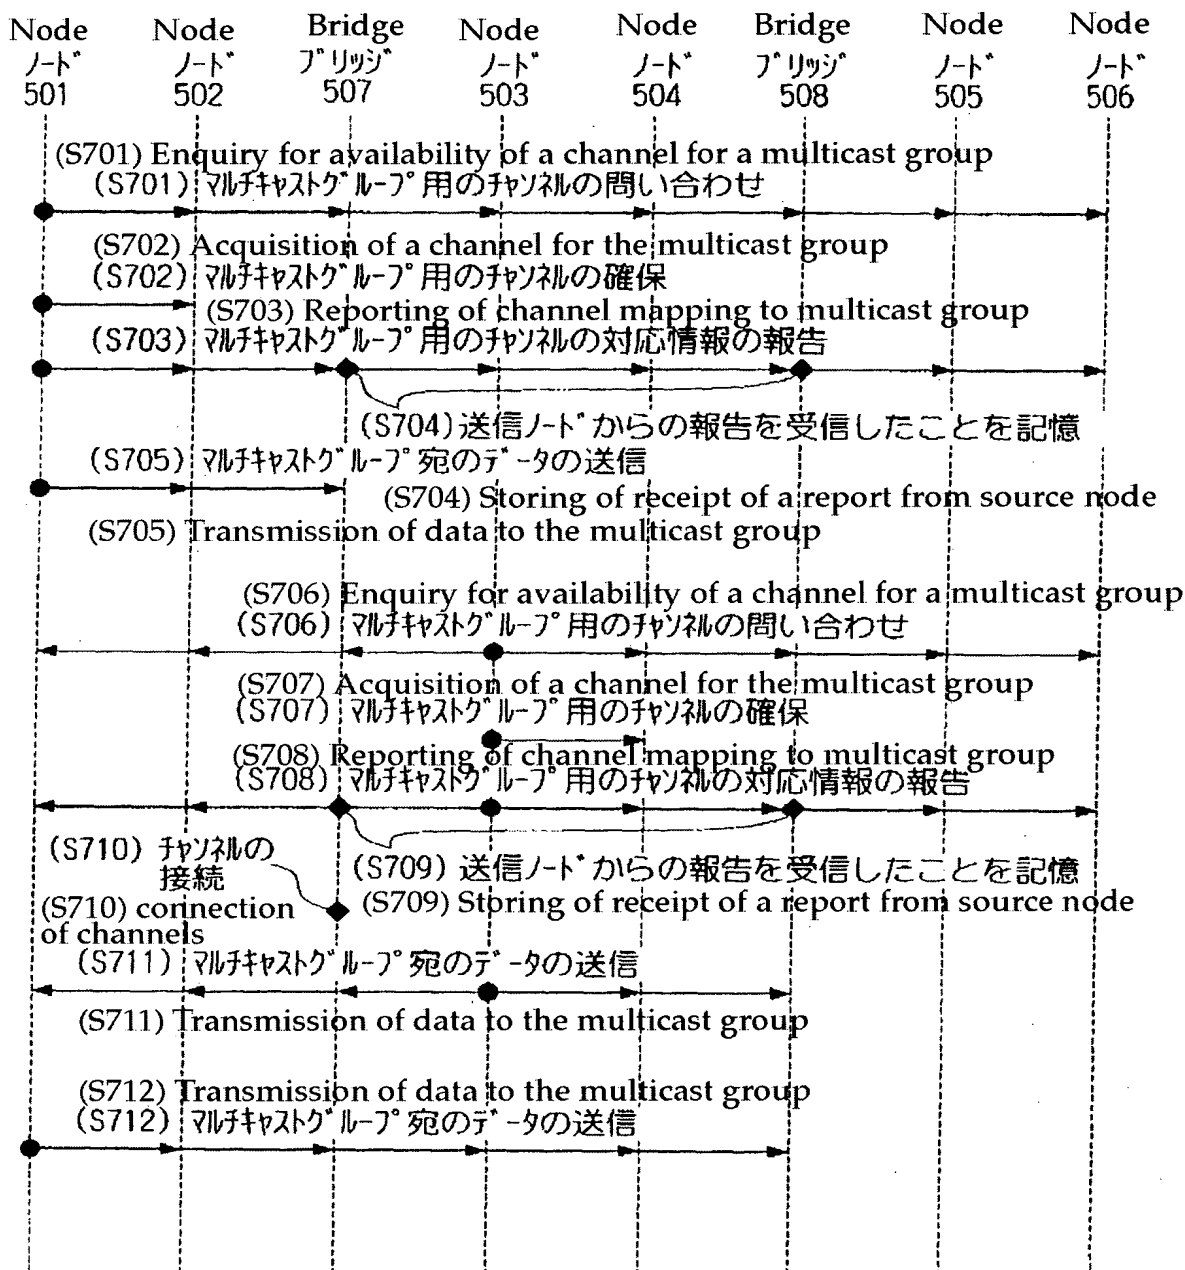 Node Node Bridge Node Node Bridge Node Node
ノード ノード ブリッジ ノード ノード ブリッジ ノード ノード
501 502 507 503 504 508 505 506
(S701) Enquiry for availability of a channel for a multicast group
(S701) マルチキャストグループ用のチャンネルの問い合わせ
(S702) Acquisition of a channel for the multicast group
(S702) マルチキャストグループ用のチャンネルの確保
(S703) Reporting of channel mapping to multicast group
(S703) マルチキャストグループ用のチャンネルの対応情報の報告
(S704) 送信ノードからの報告を受信したことを記憶
(S705) マルチキャストグループ宛のデータの送信
(S704) Storing of receipt of a report from source node
(S705) Transmission of data to the multicast group
(S706) Enquiry for availability of a channel for a multicast group
(S706) マルチキャストグループ用のチャンネルの問い合わせ
(S707) Acquisition of a channel for the multicast group
(S707) マルチキャストグループ用のチャンネルの確保
(S708) Reporting of channel mapping to multicast group
(S708) マルチキャストグループ用のチャンネルの対応情報の報告
(S710) チャンネルの
接続
(S709) 送信ノードからの報告を受信したことを記憶
(S710) connection
of channels
(S709) Storing of receipt of a report from source node
(S711) マルチキャストグループ宛のデータの送信
(S711) Transmission of data to the multicast group
(S712) Transmission of data to the multicast group
(S712) マルチキャストグループ宛のデータの送信